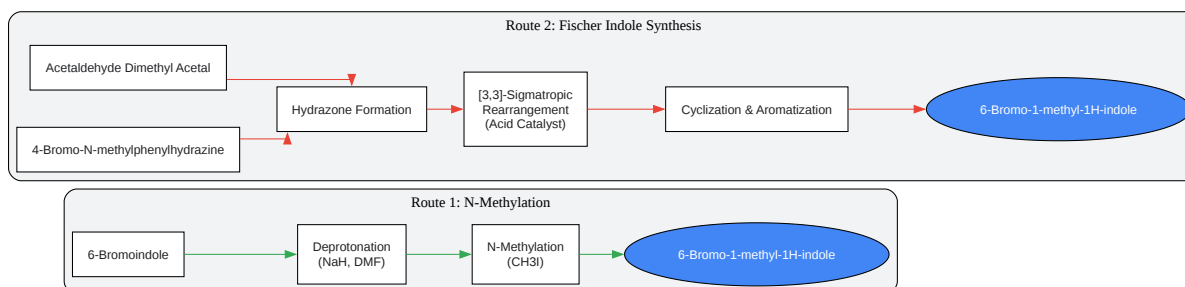 Route 2: Fischer Indole Synthesis
Acetaldehyde Dimethyl Acetal
4-Bromo-N-methylphenylhydrazine
Hydrazone Formation
[3,3]-Sigmatropic
Rearrangement
(Acid Catalyst)
Cyclization & Aromatization
6-Bromo-1-methyl-1H-indole
Route 1: N-Methylation
6-Bromoindole
Deprotonation
(NaH, DMF)
N-Methylation
(CH3I)
6-Bromo-1-methyl-1H-indole